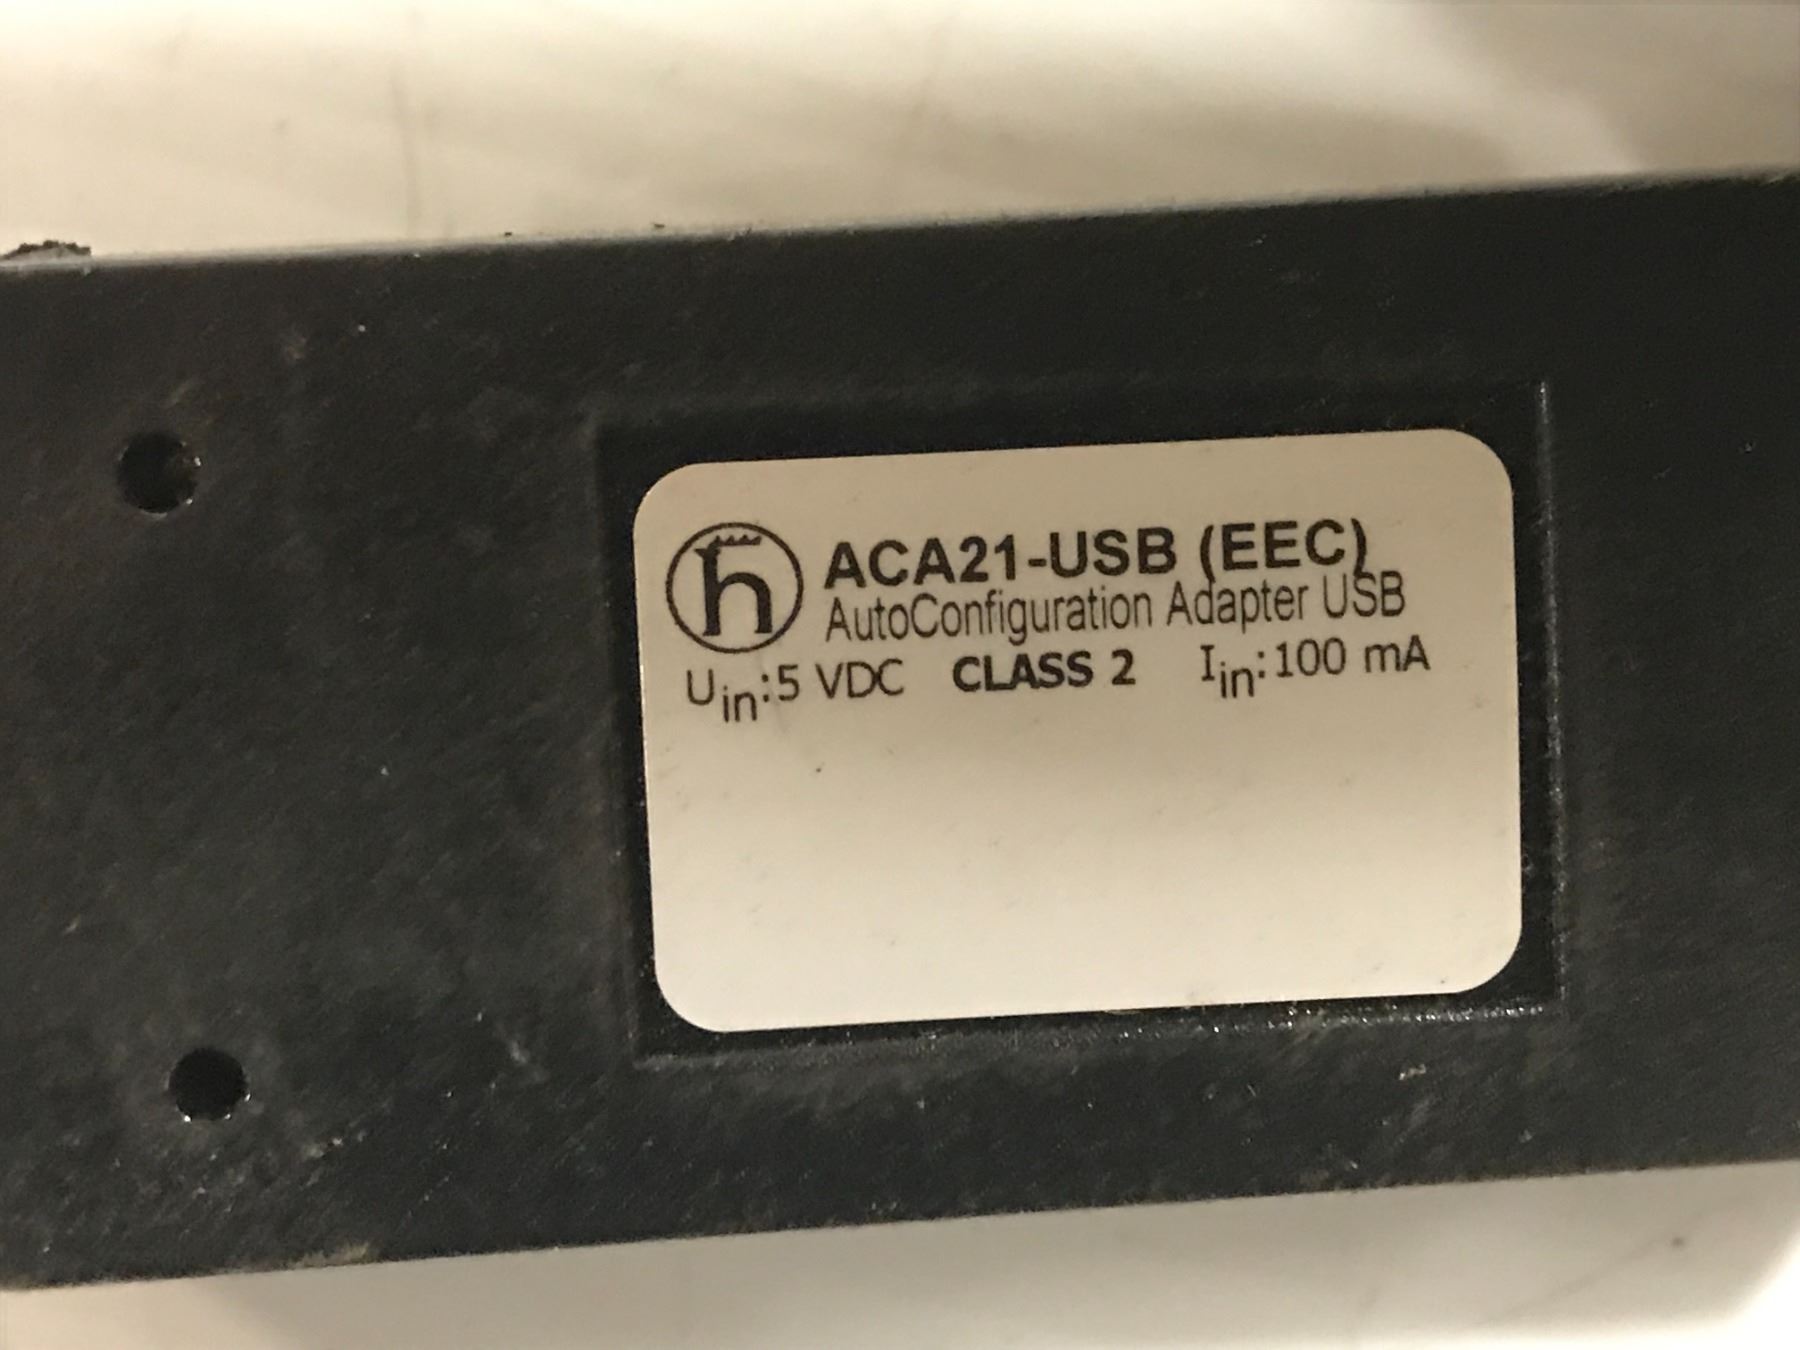 ACA21-USB (EEC)
AutoConfiguration Adapter USB
Uin:5 VDC CLASS 2 Iin:100 mA